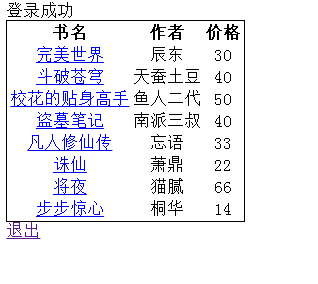 登录成功
书名 作者 价格
完美世界 辰东 30
斗破苍穹 天蚕土豆 40
校花的贴身高手 鱼人二代 50
盗墓笔记 南派三叔 40
凡人修仙传 忘语 33
诛仙 萧鼎 22
将夜 猫腻 66
步步惊心 桐华 14
退出